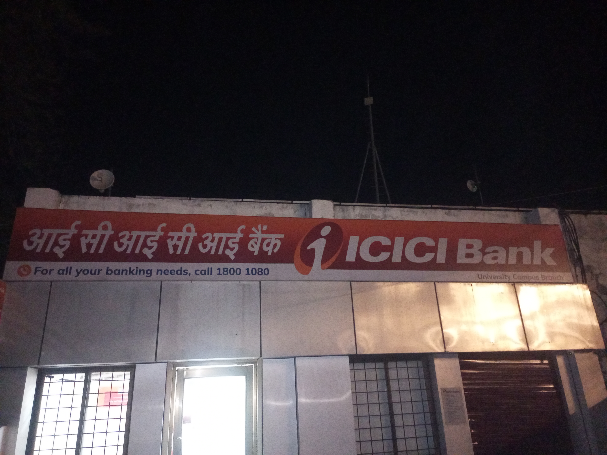 आई सी आई सी आई बैंक
i ICICI Bank
For all your banking needs, call 1800 1080
University Campus Branch